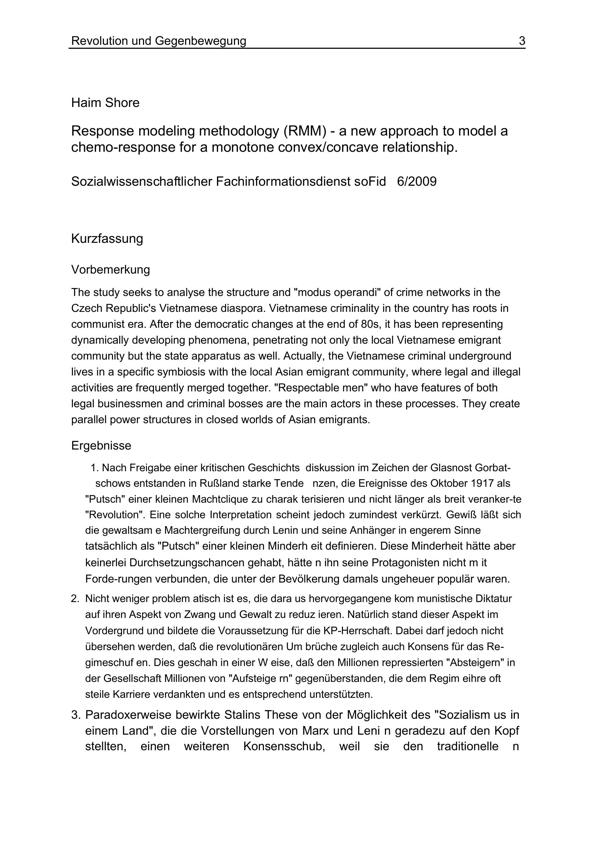 Revolution und Gegenbewegung 3
Haim Shore
Response modeling methodology (RMM) - a new approach to model a
chemo-response for a monotone convex/concave relationship.
Sozialwissenschaftlicher Fachinformationsdienst soFid 6/2009
Kurzfassung
Vorbemerkung
The study seeks to analyse the structure and "modus operandi" of crime networks in the
Czech Republic's Vietnamese diaspora. Vietnamese criminality in the country has roots in
communist era. After the democratic changes at the end of 80s, it has been representing
dynamically developing phenomena, penetrating not only the local Vietnamese emigrant
community but the state apparatus as well. Actually, the Vietnamese criminal underground
lives in a specific symbiosis with the local Asian emigrant community, where legal and illegal
activities are frequently merged together. "Respectable men" who have features of both
legal businessmen and criminal bosses are the main actors in these processes. They create
parallel power structures in closed worlds of Asian emigrants.
Ergebnisse
1. Nach Freigabe einer kritischen Geschichts diskussion im Zeichen der Glasnost Gorbat-
schows entstanden in Rußland starke Tende nzen, die Ereignisse des Oktober 1917 als
"Putsch" einer kleinen Machtclique zu charak terisieren und nicht länger als breit veranker-te
"Revolution". Eine solche Interpretation scheint jedoch zumindest verkürzt. Gewiß läßt sich
die gewaltsam e Machtergreifung durch Lenin und seine Anhänger in engerem Sinne
tatsächlich als "Putsch" einer kleinen Minderh eit definieren. Diese Minderheit hätte aber
keinerlei Durchsetzungschancen gehabt, hätte n ihn seine Protagonisten nicht m it
Forde-rungen verbunden, die unter der Bevölkerung damals ungeheuer populär waren.
2. Nicht weniger problem atisch ist es, die dara us hervorgegangene kom munistische Diktatur
auf ihren Aspekt von Zwang und Gewalt zu reduz ieren. Natürlich stand dieser Aspekt im
Vordergrund und bildete die Voraussetzung für die KP-Herrschaft. Dabei darf jedoch nicht
übersehen werden, daß die revolutionären Um brüche zugleich auch Konsens für das Re-
gimeschuf en. Dies geschah in einer W eise, daß den Millionen repressierten "Absteigern" in
der Gesellschaft Millionen von "Aufsteige rn" gegenüberstanden, die dem Regim eihre oft
steile Karriere verdankten und es entsprechend unterstützten.
3. Paradoxerweise bewirkte Stalins These von der Möglichkeit des "Sozialism us in
einem Land", die die Vorstellungen von Marx und Leni n geradezu auf den Kopf
stellten, einen weiteren Konsensschub, weil sie den traditionelle n